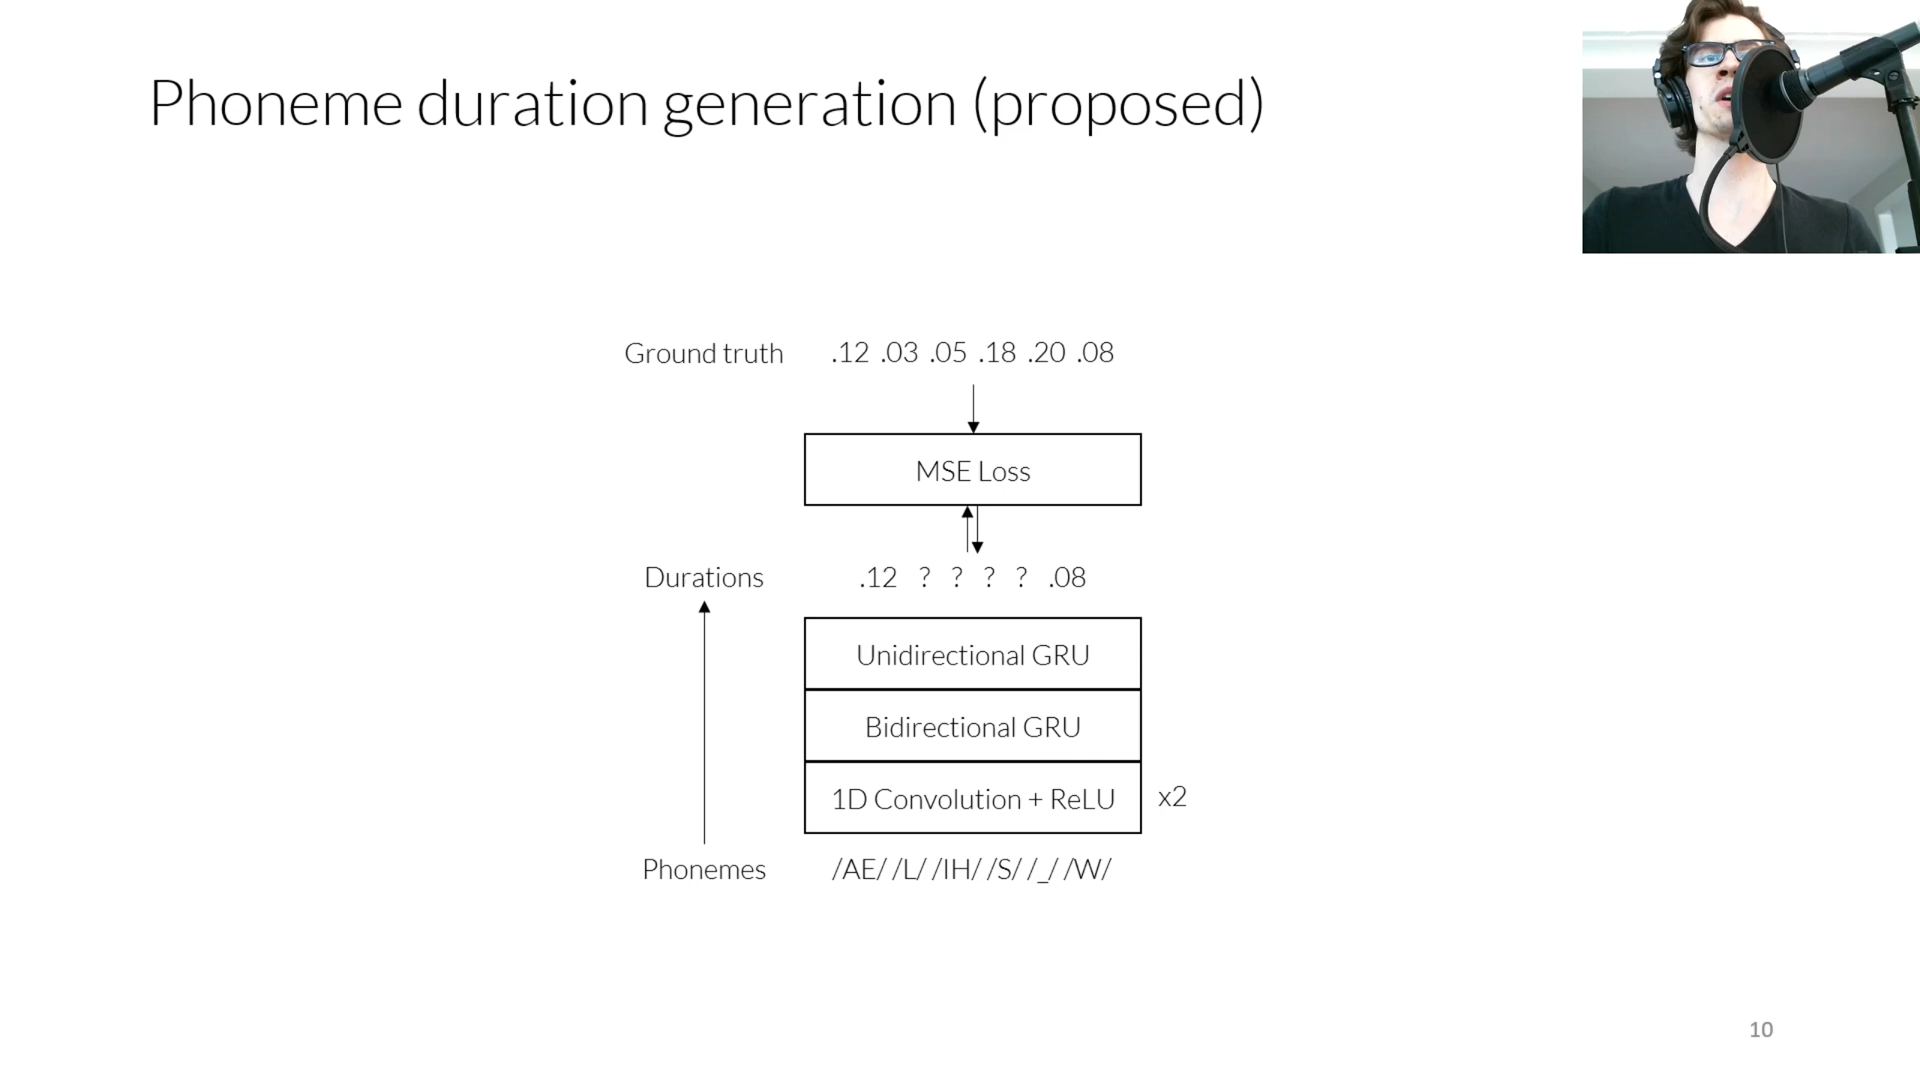 Phoneme duration generation (proposed)
Ground truth .12 .03 .05 .18 .20 .08
MSE Loss
Durations .12 ? ? ? ? .08
Unidirectional GRU
Bidirectional GRU
1D Convolution + ReLU x2
Phonemes /AE/ /L/ /IH/ /S/ /_/ /W/
10